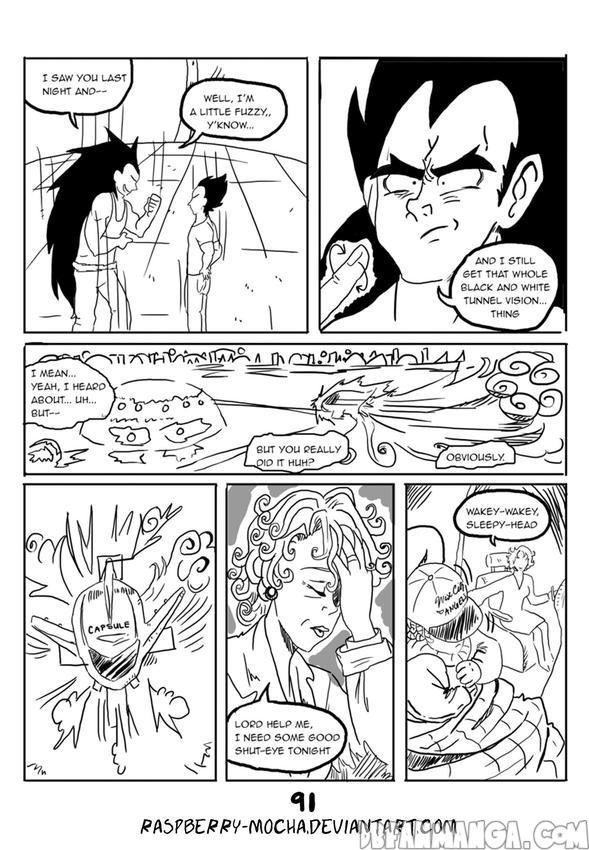 I SAW YOU LAST
NIGHT AND--
WELL, I'M
A LITTLE FUZZY,,
Y'KNOW...
AND I STILL
GET THAT WHOLE
BLACK AND WHITE
TUNNEL VISION...
THING
I MEAN...
YEAH, I HEARD
ABOUT... UH...
BUT--
BUT YOU REALLY
DID IT HUH?
OBVIOUSLY.
CAPSULE
LORD HELP ME,
I NEED SOME GOOD
SHUT-EYE TONIGHT
WAKEY-WAKEY,
SLEEPY-HEAD
ANGEL
91
RASPBERRY-MOCHA.DEVIANTART.COM
DBFANMANGA.COM